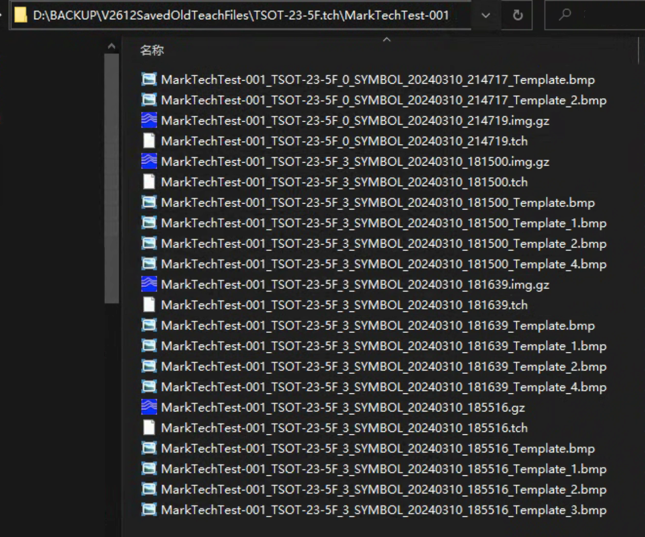 D:\BACKUP\V2612SavedOldTeachFiles\TSOT-23-5F.tch\MarkTechTest-001
名称
MarkTechTest-001_TSOT-23-5F_0_SYMBOL_20240310_214717_Template.bmp
MarkTechTest-001_TSOT-23-5F_0_SYMBOL_20240310_214717_Template_2.bmp
MarkTechTest-001_TSOT-23-5F_0_SYMBOL_20240310_214719.img.gz
MarkTechTest-001_TSOT-23-5F_0_SYMBOL_20240310_214719.tch
MarkTechTest-001_TSOT-23-5F_3_SYMBOL_20240310_181500.img.gz
MarkTechTest-001_TSOT-23-5F_3_SYMBOL_20240310_181500.tch
MarkTechTest-001_TSOT-23-5F_3_SYMBOL_20240310_181500_Template.bmp
MarkTechTest-001_TSOT-23-5F_3_SYMBOL_20240310_181500_Template_1.bmp
MarkTechTest-001_TSOT-23-5F_3_SYMBOL_20240310_181500_Template_2.bmp
MarkTechTest-001_TSOT-23-5F_3_SYMBOL_20240310_181500_Template_4.bmp
MarkTechTest-001_TSOT-23-5F_3_SYMBOL_20240310_181639.img.gz
MarkTechTest-001_TSOT-23-5F_3_SYMBOL_20240310_181639.tch
MarkTechTest-001_TSOT-23-5F_3_SYMBOL_20240310_181639_Template.bmp
MarkTechTest-001_TSOT-23-5F_3_SYMBOL_20240310_181639_Template_1.bmp
MarkTechTest-001_TSOT-23-5F_3_SYMBOL_20240310_181639_Template_2.bmp
MarkTechTest-001_TSOT-23-5F_3_SYMBOL_20240310_181639_Template_4.bmp
MarkTechTest-001_TSOT-23-5F_3_SYMBOL_20240310_185516.gz
MarkTechTest-001_TSOT-23-5F_3_SYMBOL_20240310_185516.tch
MarkTechTest-001_TSOT-23-5F_3_SYMBOL_20240310_185516_Template.bmp
MarkTechTest-001_TSOT-23-5F_3_SYMBOL_20240310_185516_Template_1.bmp
MarkTechTest-001_TSOT-23-5F_3_SYMBOL_20240310_185516_Template_2.bmp
MarkTechTest-001_TSOT-23-5F_3_SYMBOL_20240310_185516_Template_3.bmp